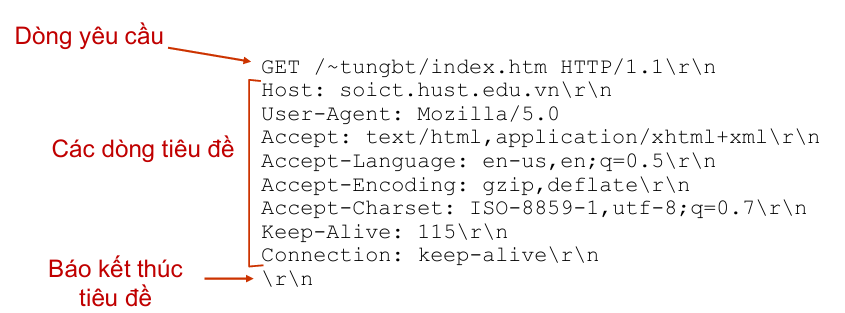 Dòng yêu cầu
GET /~tungbt/index.htm HTTP/1.1\r\n
Host: soict.hust.edu.vn\r\n
User-Agent: Mozilla/5.0
Các dòng tiêu đề
Accept: text/html,application/xhtml+xml\r\n
Accept-Language: en-us,en;q=0.5\r\n
Accept-Encoding: gzip,deflate\r\n
Accept-Charset: ISO-8859-1,utf-8;q=0.7\r\n
Keep-Alive: 115\r\n
Connection: keep-alive\r\n
Báo kết thúc
tiêu đề
\r\n